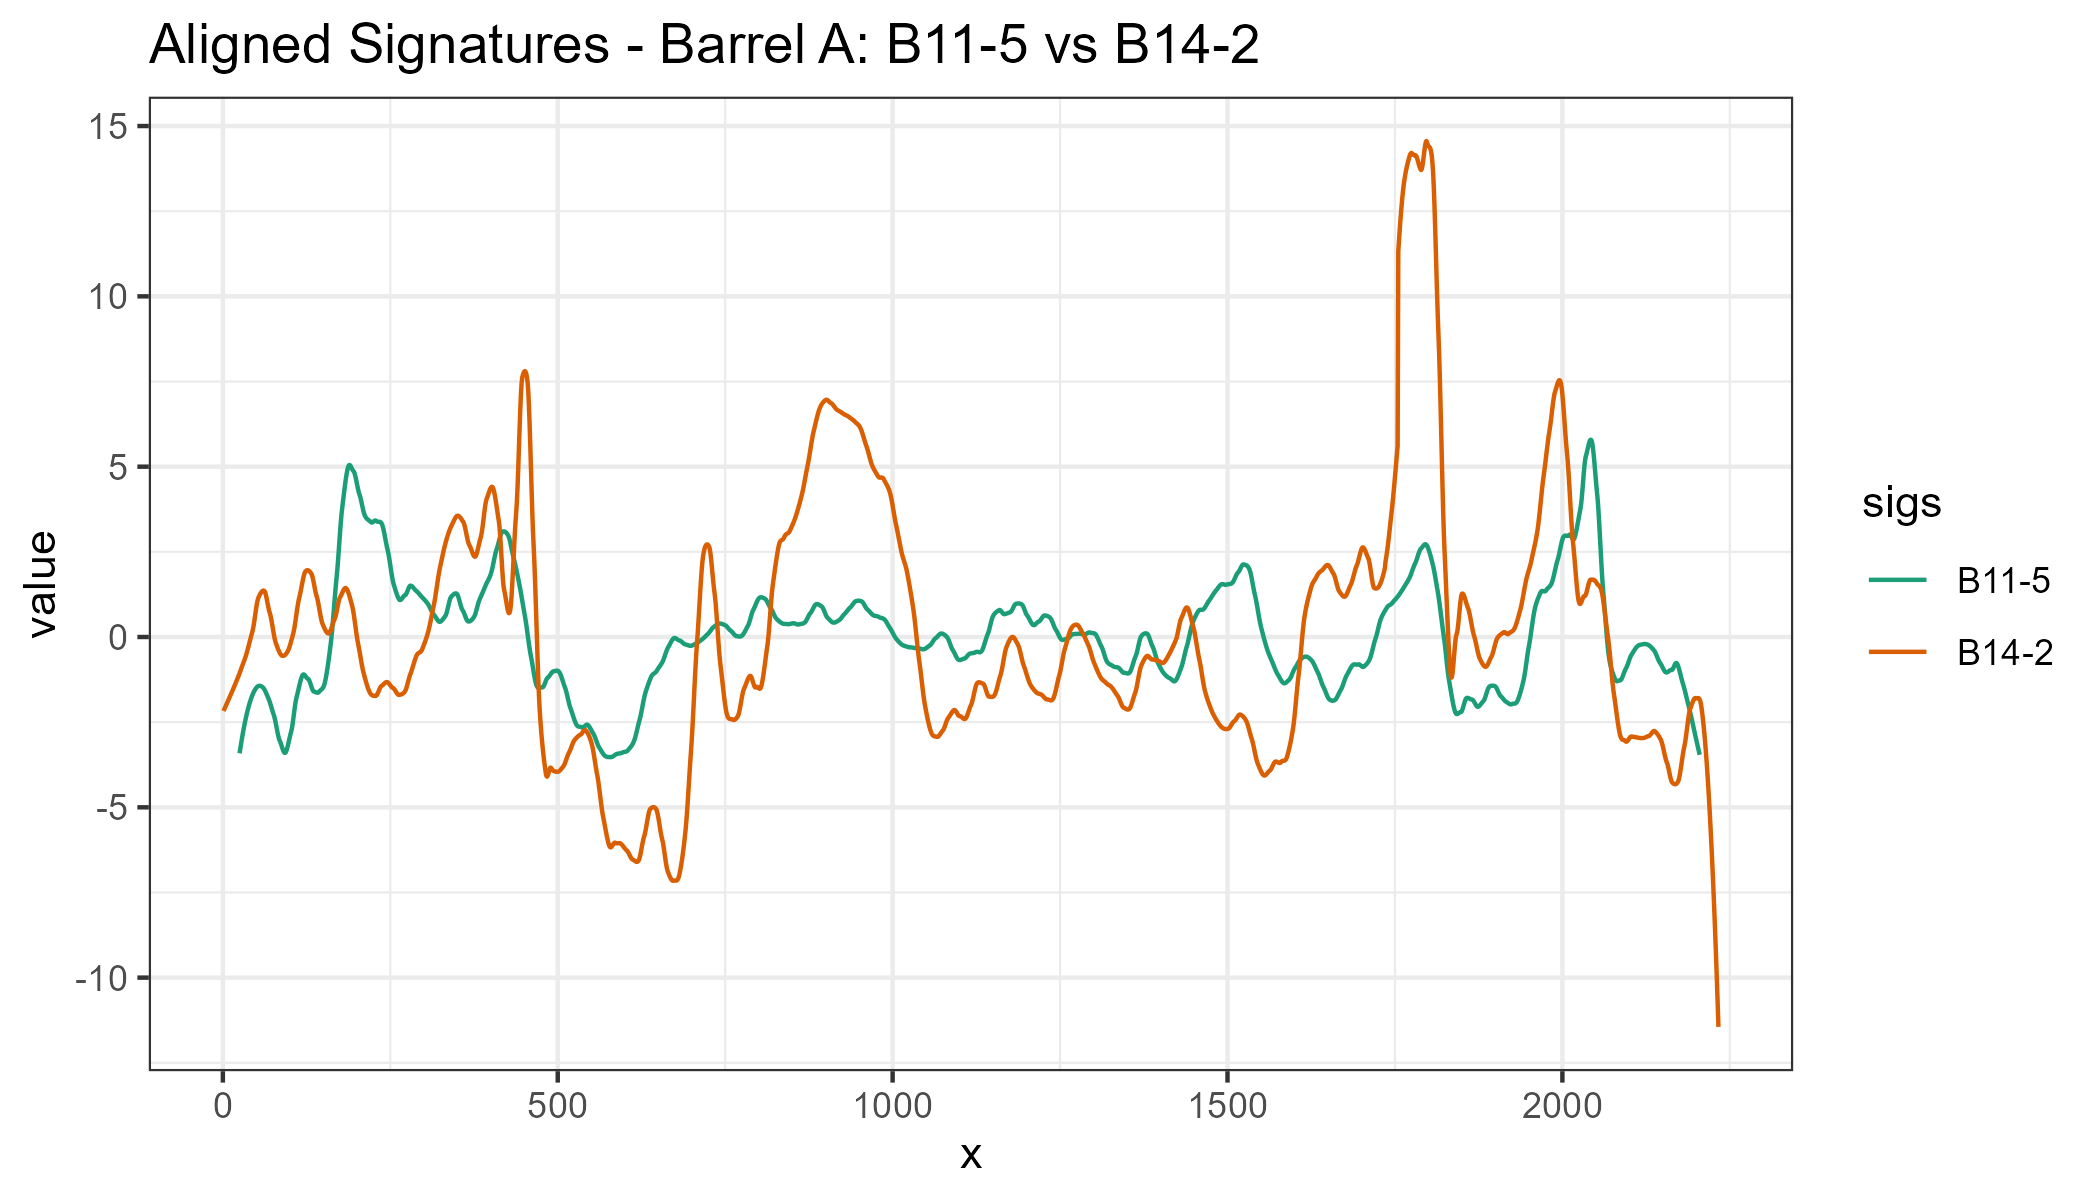 Aligned Signatures - Barrel A: B11-5 vs B14-2
15
10
5
0
-5
-10
value
0 500 1000 1500 2000
x
sigs
B11-5
B14-2